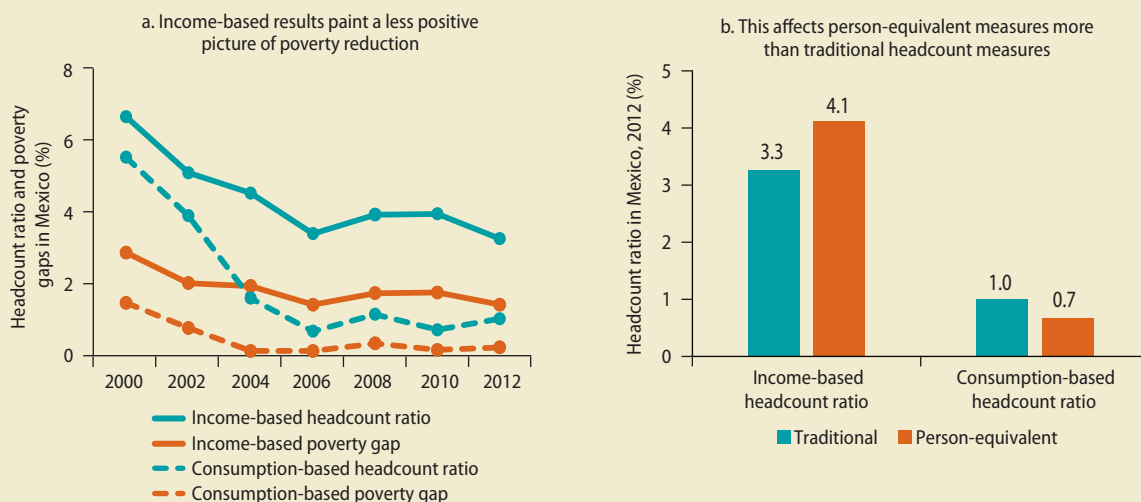 a. Income-based results paint a less positive
picture of poverty reduction
Headcount ratio and poverty
gaps in Mexico (%)
8
6
4
2
0
2000 2002 2004 2006 2008 2010 2012
Income-based headcount ratio
Income-based poverty gap
Consumption-based headcount ratio
Consumption-based poverty gap
b. This affects person-equivalent measures more
than traditional headcount measures
Headcount ratio in Mexico, 2012 (%)
5
4
3
2
1
0
3.3
4.1
1.0
0.7
Income-based
headcount ratio
Consumption-based
headcount ratio
Traditional Person-equivalent